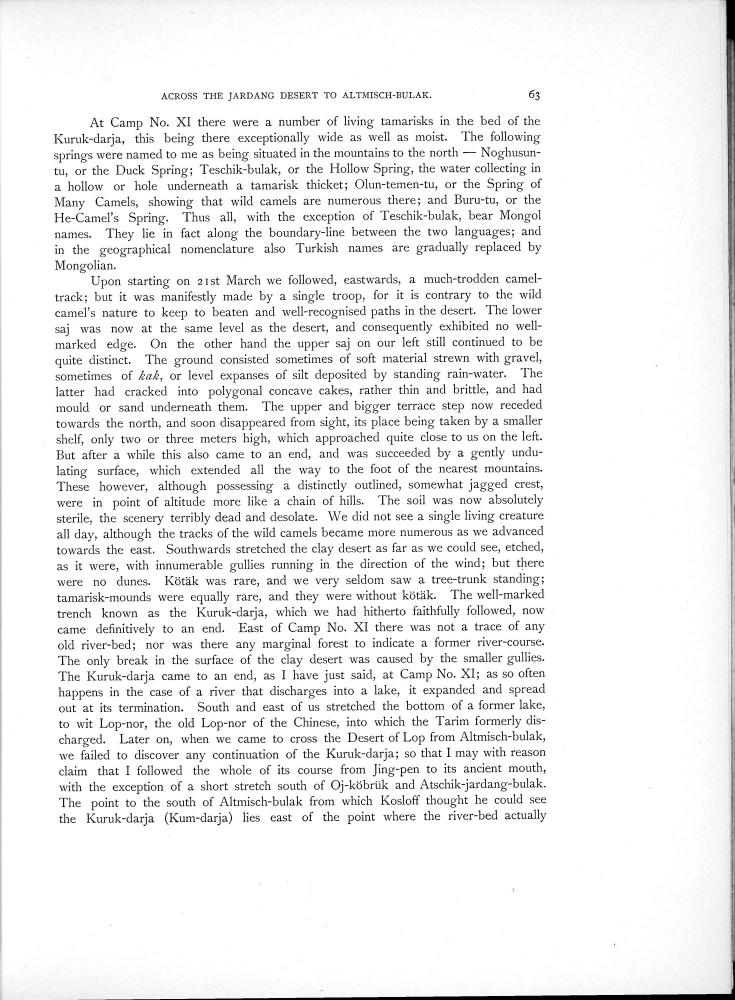 ACROSS THE JARDANG DESERT TO ALTMISCH-BULAK. 63
At Camp No. XI there were a number of living tamarisks in the bed of the
Kuruk-darja, this being there exceptionally wide as well as moist. The following
springs were named to me as being situated in the mountains to the north — Noghusun-
tu, or the Duck Spring; Teschik-bulak, or the Hollow Spring, the water collecting in
a hollow or hole underneath a tamarisk thicket; Olun-temen-tu, or the Spring of
Many Camels, showing that wild camels are numerous there; and Buru-tu, or the
He-Camel's Spring. Thus all, with the exception of Teschik-bulak, bear Mongol
names. They lie in fact along the boundary-line between the two languages; and
in the geographical nomenclature also Turkish names are gradually replaced by
Mongolian.
Upon starting on 21st March we followed, eastwards, a much-trodden camel-
track; but it was manifestly made by a single troop, for it is contrary to the wild
camel's nature to keep to beaten and well-recognised paths in the desert. The lower
saj was now at the same level as the desert, and consequently exhibited no well-
marked edge. On the other hand the upper saj on our left still continued to be
quite distinct. The ground consisted sometimes of soft material strewn with gravel,
sometimes of kak, or level expanses of silt deposited by standing rain-water. The
latter had cracked into polygonal concave cakes, rather thin and brittle, and had
mould or sand underneath them. The upper and bigger terrace step now receded
towards the north, and soon disappeared from sight, its place being taken by a smaller
shelf, only two or three meters high, which approached quite close to us on the left.
But after a while this also came to an end, and was succeeded by a gently undu-
lating surface, which extended all the way to the foot of the nearest mountains.
These however, although possessing a distinctly outlined, somewhat jagged crest,
were in point of altitude more like a chain of hills. The soil was now absolutely
sterile, the scenery terribly dead and desolate. We did not see a single living creature
all day, although the tracks of the wild camels became more numerous as we advanced
towards the east. Southwards stretched the clay desert as far as we could see, etched,
as it were, with innumerable gullies running in the direction of the wind; but there
were no dunes. Kötäk was rare, and we very seldom saw a tree-trunk standing;
tamarisk-mounds were equally rare, and they were without kötäk. The well-marked
trench known as the Kuruk-darja, which we had hitherto faithfully followed, now
came definitively to an end. East of Camp No. XI there was not a trace of any
old river-bed; nor was there any marginal forest to indicate a former river-course.
The only break in the surface of the clay desert was caused by the smaller gullies.
The Kuruk-darja came to an end, as I have just said, at Camp No. XI; as so often
happens in the case of a river that discharges into a lake, it expanded and spread
out at its termination. South and east of us stretched the bottom of a former lake,
to wit Lop-nor, the old Lop-nor of the Chinese, into which the Tarim formerly dis-
charged. Later on, when we came to cross the Desert of Lop from Altmisch-bulak,
we failed to discover any continuation of the Kuruk-darja; so that I may with reason
claim that I followed the whole of its course from Jing-pen to its ancient mouth,
with the exception of a short stretch south of Oj-köbrük and Atschik-jardang-bulak.
The point to the south of Altmisch-bulak from which Kosloff thought he could see
the Kuruk-darja (Kum-darja) lies east of the point where the river-bed actually